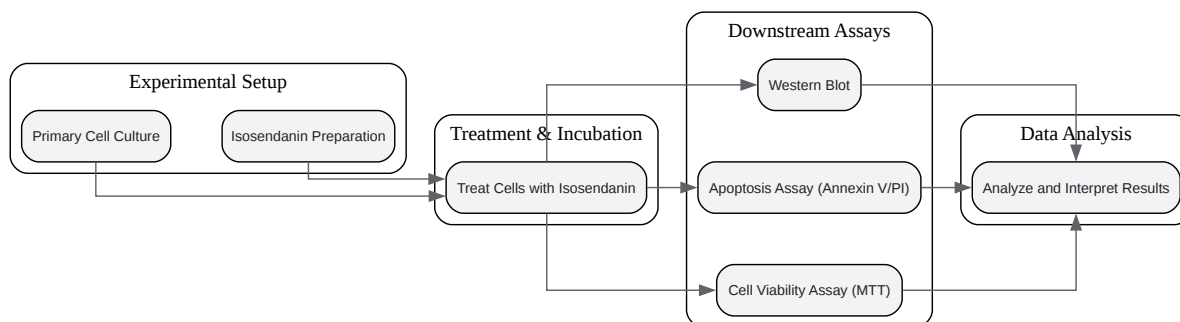 Experimental Setup
Primary Cell Culture
Isosendanin Preparation
Treatment & Incubation
Treat Cells with Isosendanin
Downstream Assays
Western Blot
Apoptosis Assay (Annexin V/PI)
Cell Viability Assay (MTT)
Data Analysis
Analyze and Interpret Results